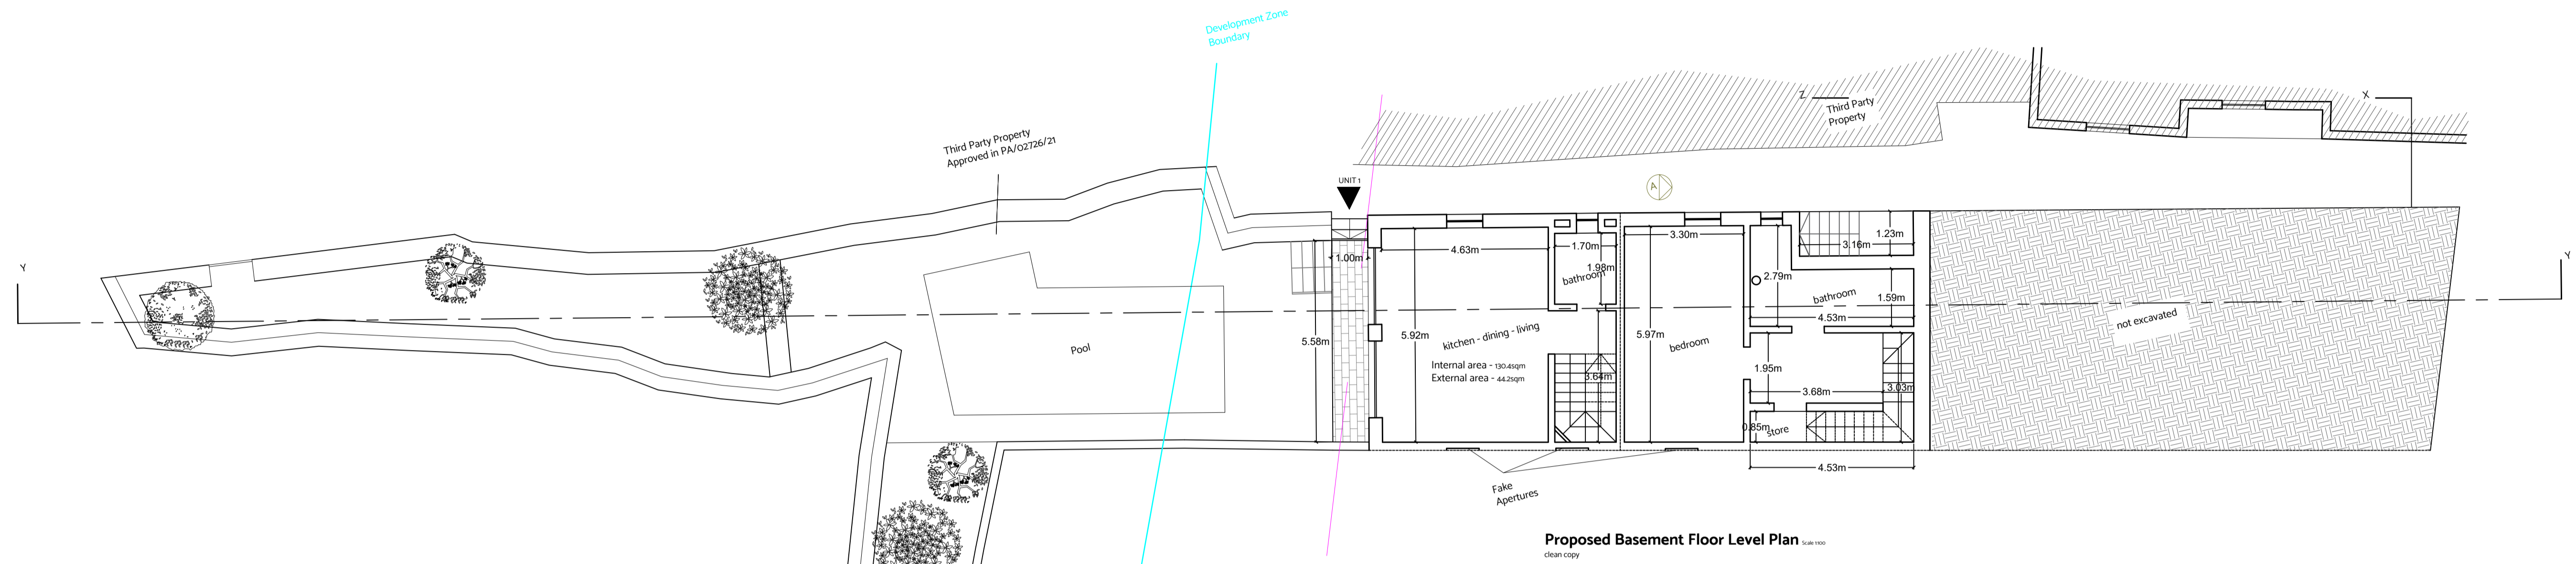 Development Zone
Boundary
Third Party Property
Approved in PA/02726/21
Z
Third Party
Property
X
UNIT 1
A
Y
Y
1.00m
4.63m
1.70m
1.98m
bathroom
3.30m
3.16m
1.23m
2.79m
bathroom
1.59m
4.53m
not excavated
Pool
5.58m
5.92m
kitchen - dining - living
Internal area - 130.4sqm
External area - 44.2sqm
3.64m
5.97m
bedroom
1.95m
3.68m
3.03m
0.85m
store
4.53m
Fake
Apertures
Proposed Basement Floor Level Plan Scale 1:100
clean copy